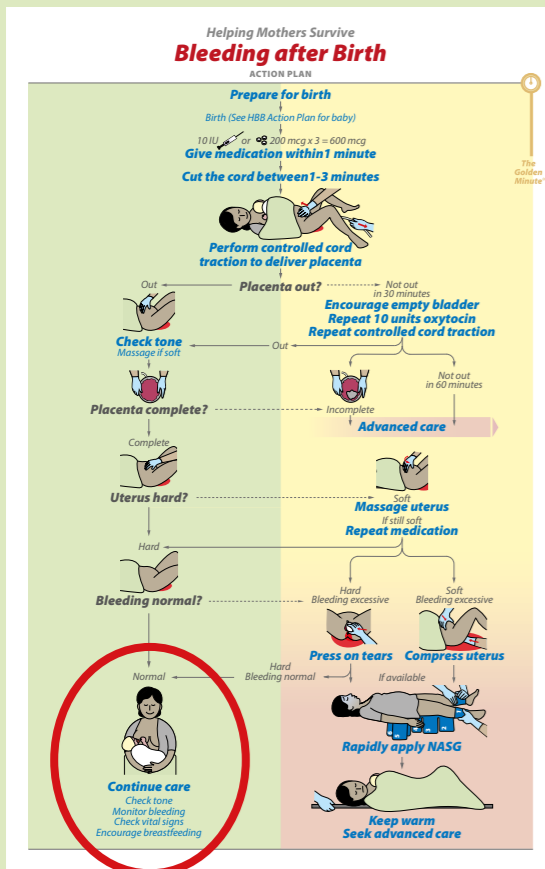 Helping Mothers Survive
Bleeding after Birth
ACTION PLAN
The
Golden
Minute®
Prepare for birth
Birth (See HBB Action Plan for baby)
10 IU or 200 mcg x 3 = 600 mcg
Give medication within 1 minute
Cut the cord between 1-3 minutes
Perform controlled cord
traction to deliver placenta
Out
Placenta out?
Not out
in 30 minutes
Encourage empty bladder
Repeat 10 units oxytocin
Repeat controlled cord traction
Check tone
Massage if soft
Out
Not out
in 60 minutes
Placenta complete?
Incomplete
Advanced care
Complete
Uterus hard?
Soft
Massage uterus
If still soft
Repeat medication
Hard
Bleeding normal?
Hard
Bleeding excessive
Soft
Bleeding excessive
Press on tears
Compress uterus
Normal
Hard
Bleeding normal
If available
Rapidly apply NASG
Continue care
Check tone
Monitor bleeding
Check vital signs
Encourage breastfeeding
Keep warm
Seek advanced care